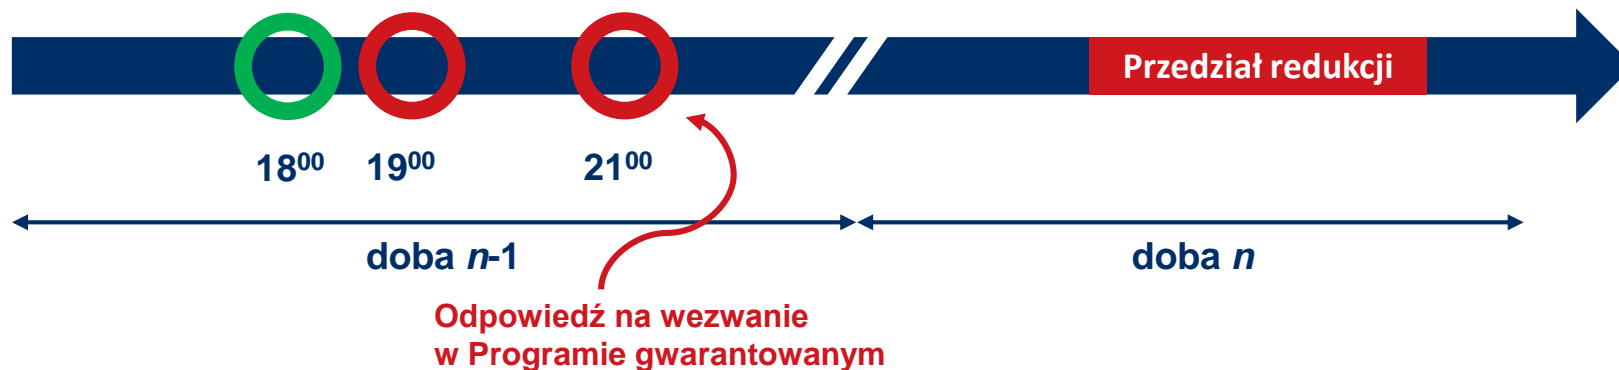 Przedział redukcji
18⁰⁰ 19⁰⁰ 21⁰⁰
doba n-1 doba n
Odpowiedź na wezwanie
w Programie gwarantowanym